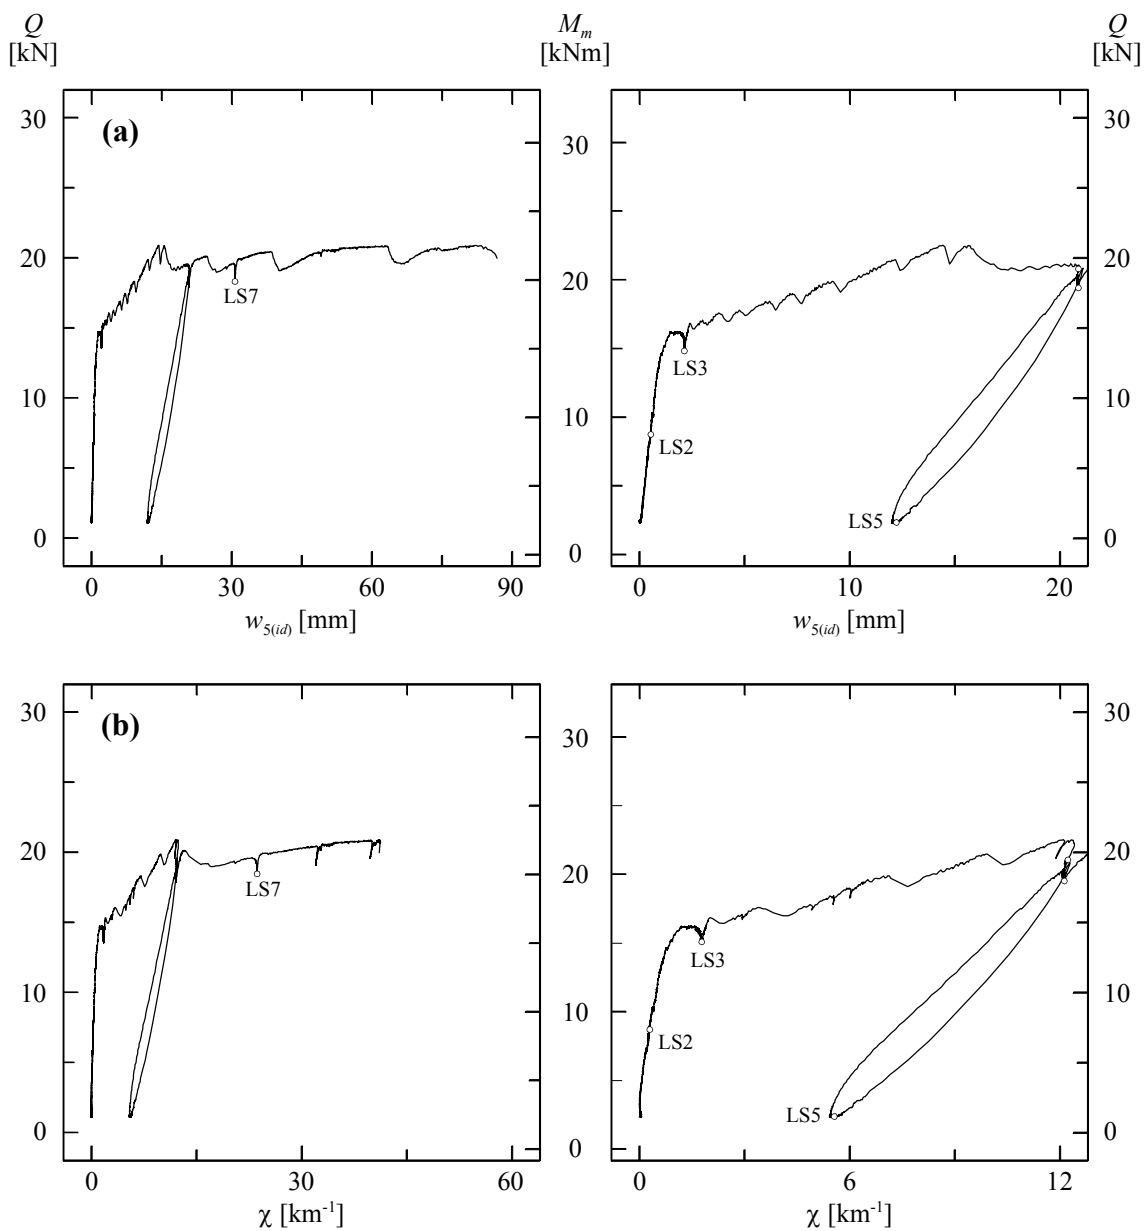 Q M_m Q
[kN] [kNm] [kN]
(a)
30 30 30
20 20 20
LS7
LS3
10 10 10
LS2
LS5
0 0 0
0 30 60 90 0 10 20
w_5(id) [mm] w_5(id) [mm]
(b)
30 30 30
20 20 20
LS7
LS3
10 10 10
LS2
LS5
0 0 0
0 30 60 0 6 12
χ [km⁻¹] χ [km⁻¹]